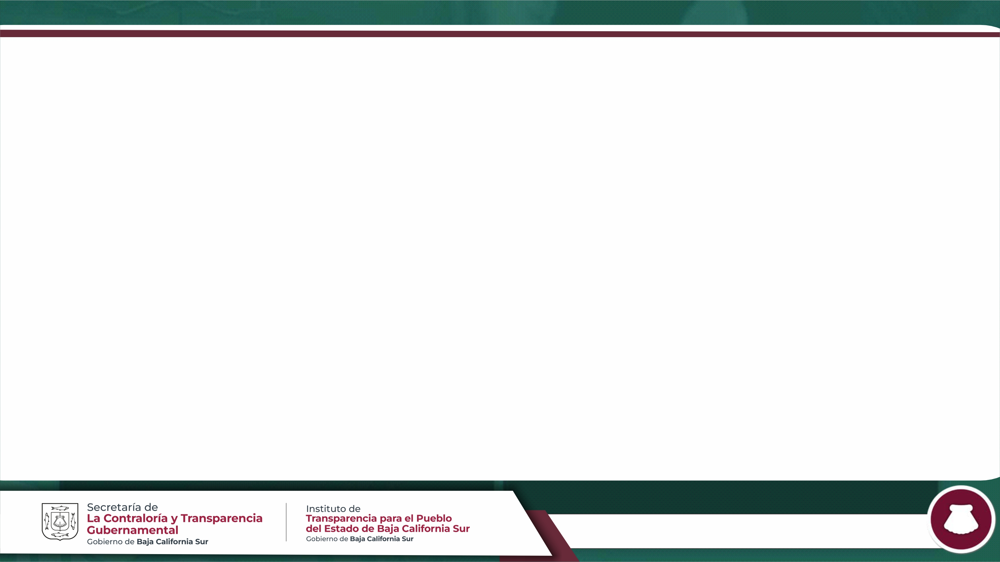 Secretaría de
La Contraloría y Transparencia
Gubernamental
Gobierno de Baja California Sur
Instituto de
Transparencia para el Pueblo
del Estado de Baja California Sur
Gobierno de Baja California Sur